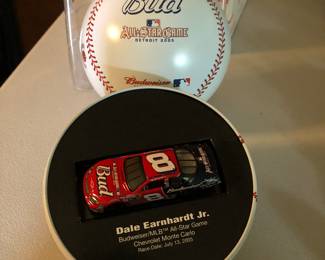 Bud
ALL-STAR GAME
DETROIT 2005
Budweiser
Bud
8
Dale Earnhardt Jr.
Budweiser/MLB All-Star Game
Chevrolet Monte Carlo
Race Date: July 13, 2005